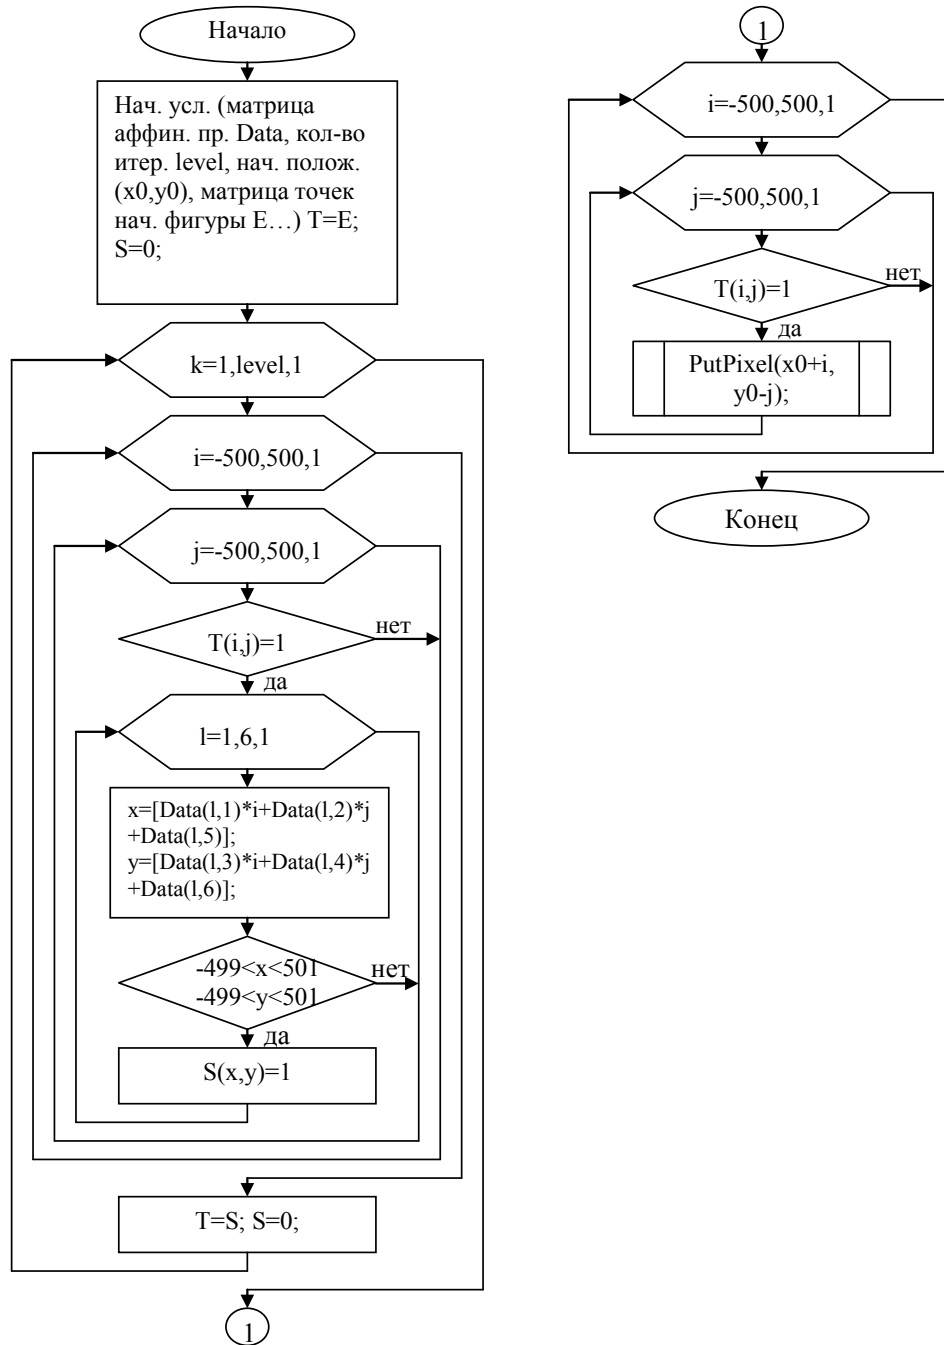 Начало
Нач. усл. (матрица
аффин. пр. Data, кол-во
итер. level, нач. полож.
(x0,y0), матрица точек
нач. фигуры E…) T=E;
S=0;
k=1,level,1
i=-500,500,1
j=-500,500,1
T(i,j)=1
нет
да
l=1,6,1
x=[Data(l,1)*i+Data(l,2)*j
+Data(l,5)];
y=[Data(l,3)*i+Data(l,4)*j
+Data(l,6)];
-499<x<501
-499<y<501
нет
да
S(x,y)=1
T=S; S=0;
1
1
i=-500,500,1
j=-500,500,1
T(i,j)=1
нет
да
PutPixel(x0+i,
y0-j);
Конец